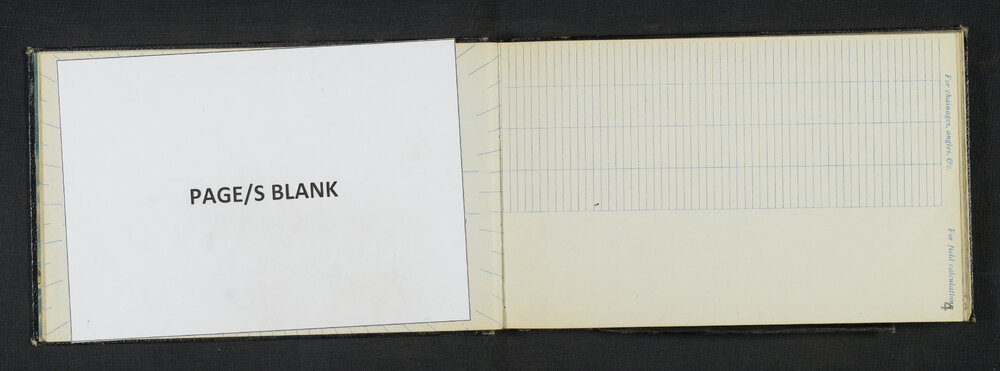 PAGE/S BLANK
For chainages, angles, &c.
For field calculations